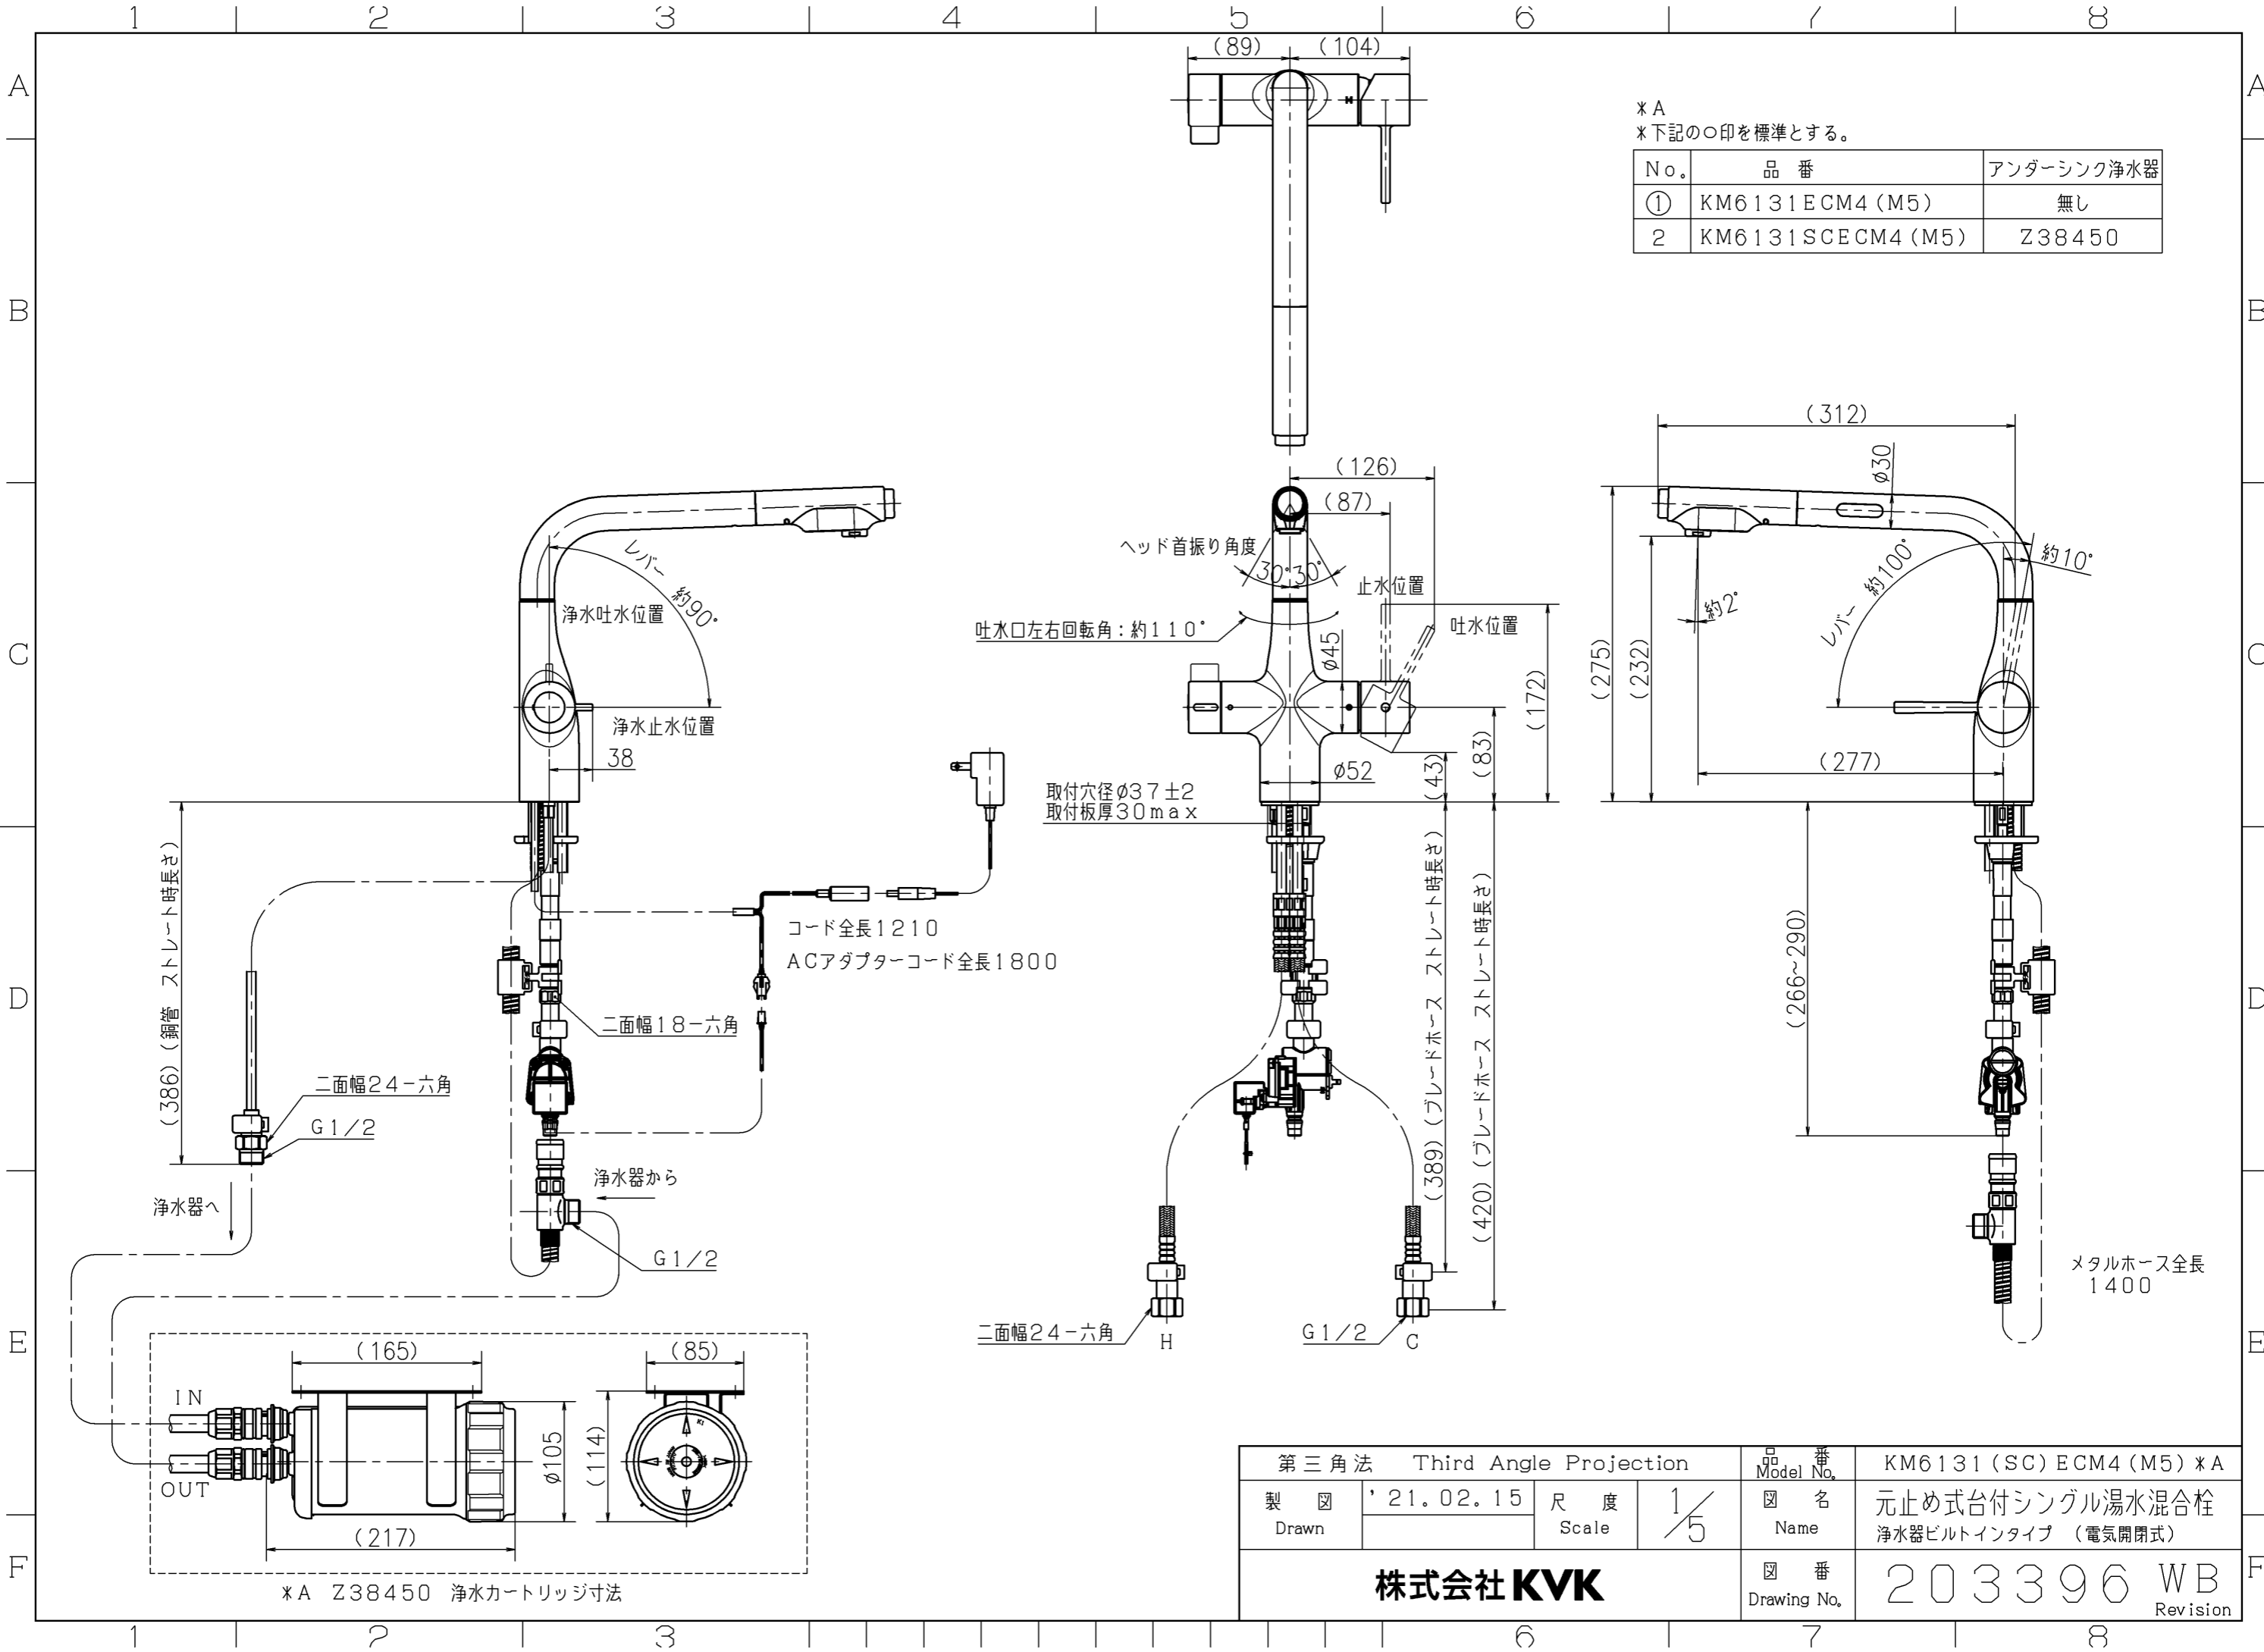 1 2 3 4 5 6 7 8
A
B
C
D
E
F
A
B
C
D
E
F
1 2 3 6 7 8
(89) (104)
*A
*下記の○印を標準とする。
No. 品番 アンダーシンク浄水器
① KM6131ECM4(M5) 無し
2 KM6131SCECM4(M5) Z38450
レバー 約90°
浄水吐水位置
浄水止水位置
38
(386)(銅管 ストレート時長さ)
二面幅24-六角
G1/2
浄水器へ
コード全長1210
ACアダプターコード全長1800
二面幅18-六角
浄水器から
G1/2
(126)
(87)
ヘッド首振り角度
30° 30°
止水位置
吐水口左右回転角:約110°
吐水位置
φ45
(172)
(83)
(43)
φ52
取付穴径φ37±2
取付板厚30max
(389)(ブレードホース ストレート時長さ)
(420)(ブレードホース ストレート時長さ)
二面幅24-六角
H
G1/2
C
(312)
φ30
(275)
(232)
約10°
レバー 約100°
約2°
(277)
(266~290)
メタルホース全長
1400
(165)
(85)
IN
OUT
φ105
(114)
(217)
*A Z38450 浄水カートリッジ寸法
第三角法 Third Angle Projection
品番 Model No. KM6131(SC)ECM4(M5)*A
製図 Drawn '21.02.15
尺度 Scale 1/5
図名 Name 元止め式台付シングル湯水混合栓
浄水器ビルトインタイプ (電気開閉式)
株式会社KVK
図番 Drawing No. 203396 WB
Revision